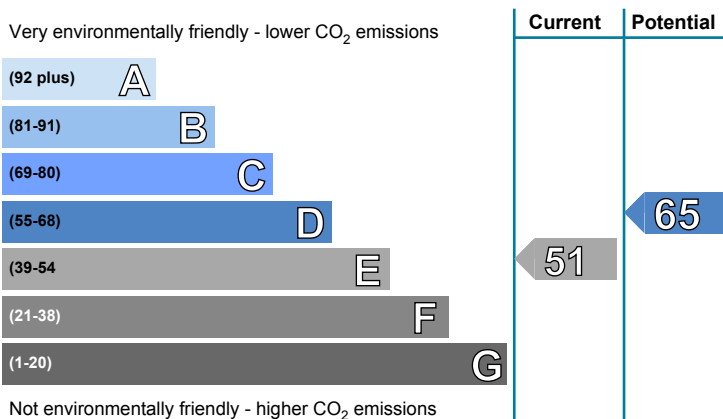 Very environmentally friendly - lower CO2 emissions
Current Potential
(92 plus) A
(81-91) B
(69-80) C
(55-68) D
65
(39-54 E
51
(21-38) F
(1-20) G
Not environmentally friendly - higher CO2 emissions